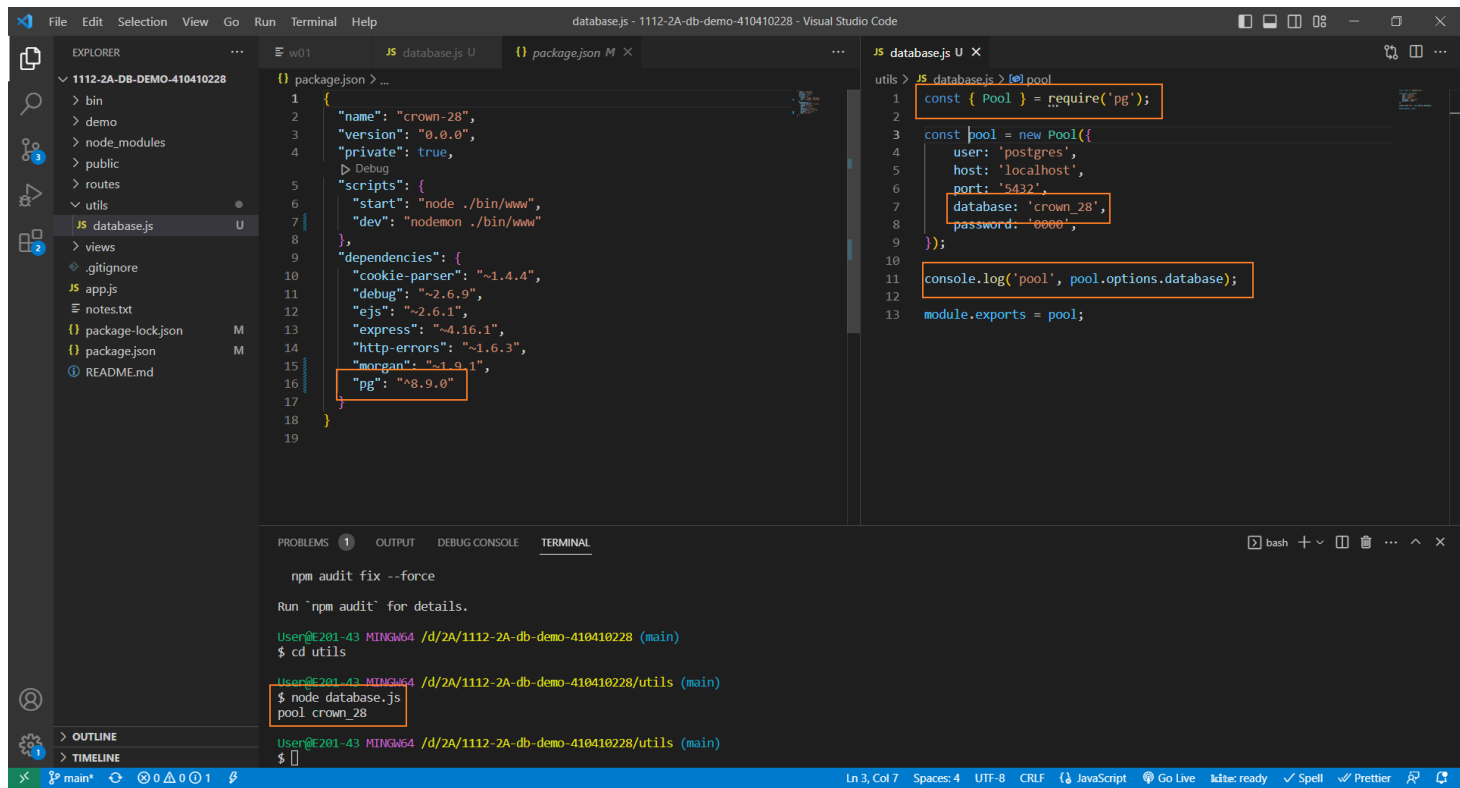 File Edit Selection View Go Run Terminal Help
database.js - 1112-2A-db-demo-410410228 - Visual Studio Code
EXPLORER
1112-2A-DB-DEMO-410410228
bin
demo
node_modules
public
routes
utils
JS database.js U
views
.gitignore
JS app.js
notes.txt
{} package-lock.json M
{} package.json M
README.md
OUTLINE
TIMELINE
3
2
1
w01
JS database.js U
{} package.json M
{} package.json > ...
1 {
2 "name": "crown-28",
3 "version": "0.0.0",
4 "private": true,
Debug
5 "scripts": {
6 "start": "node ./bin/www",
7 "dev": "nodemon ./bin/www"
8 },
9 "dependencies": {
10 "cookie-parser": "~1.4.4",
11 "debug": "~2.6.9",
12 "ejs": "~2.6.1",
13 "express": "~4.16.1",
14 "http-errors": "~1.6.3",
15 "morgan": "~1.9.1",
16 "pg": "^8.9.0"
17 }
18 }
19
JS database.js U
utils > JS database.js > pool
1 const { Pool } = require('pg');
2
3 const pool = new Pool({
4 user: 'postgres',
5 host: 'localhost',
6 port: '5432',
7 database: 'crown_28',
8 password: '0000',
9 });
10
11 console.log('pool', pool.options.database);
12
13 module.exports = pool;
PROBLEMS 1 OUTPUT DEBUG CONSOLE TERMINAL
bash
npm audit fix --force
Run `npm audit` for details.
User@E201-43 MINGW64 /d/2A/1112-2A-db-demo-410410228 (main)
$ cd utils
User@E201-43 MINGW64 /d/2A/1112-2A-db-demo-410410228/utils (main)
$ node database.js
pool crown_28
User@E201-43 MINGW64 /d/2A/1112-2A-db-demo-410410228/utils (main)
$
main* 0 0 1
Ln 3, Col 7 Spaces: 4 UTF-8 CRLF JavaScript Go Live kite: ready Spell Prettier